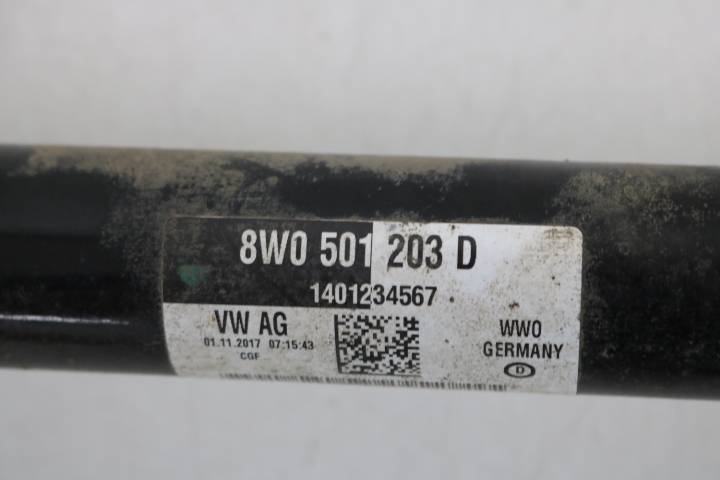 8W0 501 203 D
1401234567
VW AG
01.11.2017 07:15:43
CGF
WWO
GERMANY
D